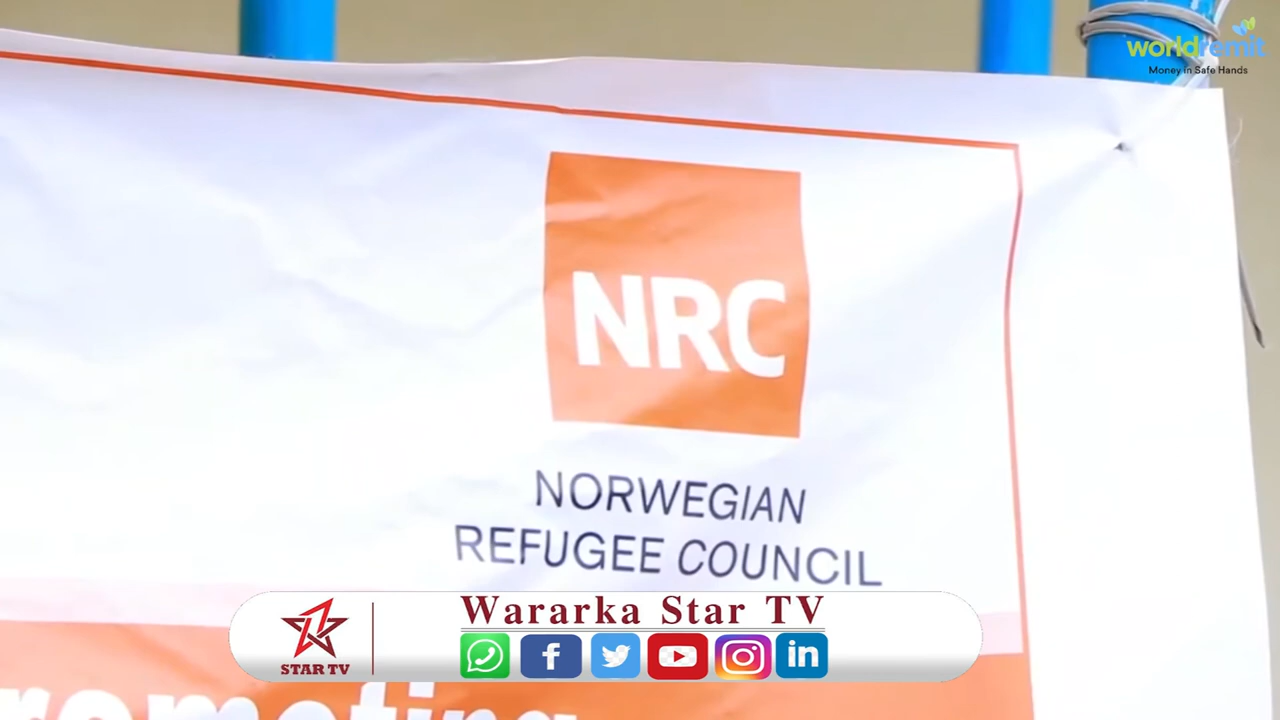 worldremit
Money in Safe Hands
NRC
NORWEGIAN
REFUGEE COUNCIL
Wararka Star TV
STAR TV